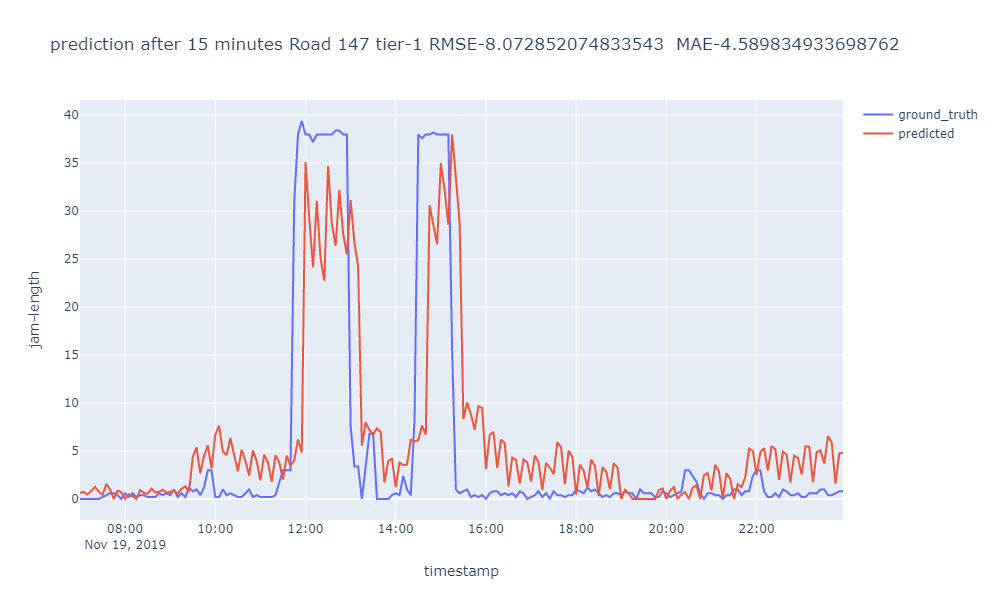 prediction after 15 minutes Road 147 tier-1 RMSE-8.072852074833543  MAE-4.589834933698762
ground_truth
predicted
40
35
30
25
20
15
10
5
0
jam-length
08:00 10:00 12:00 14:00 16:00 18:00 20:00 22:00
Nov 19, 2019
timestamp